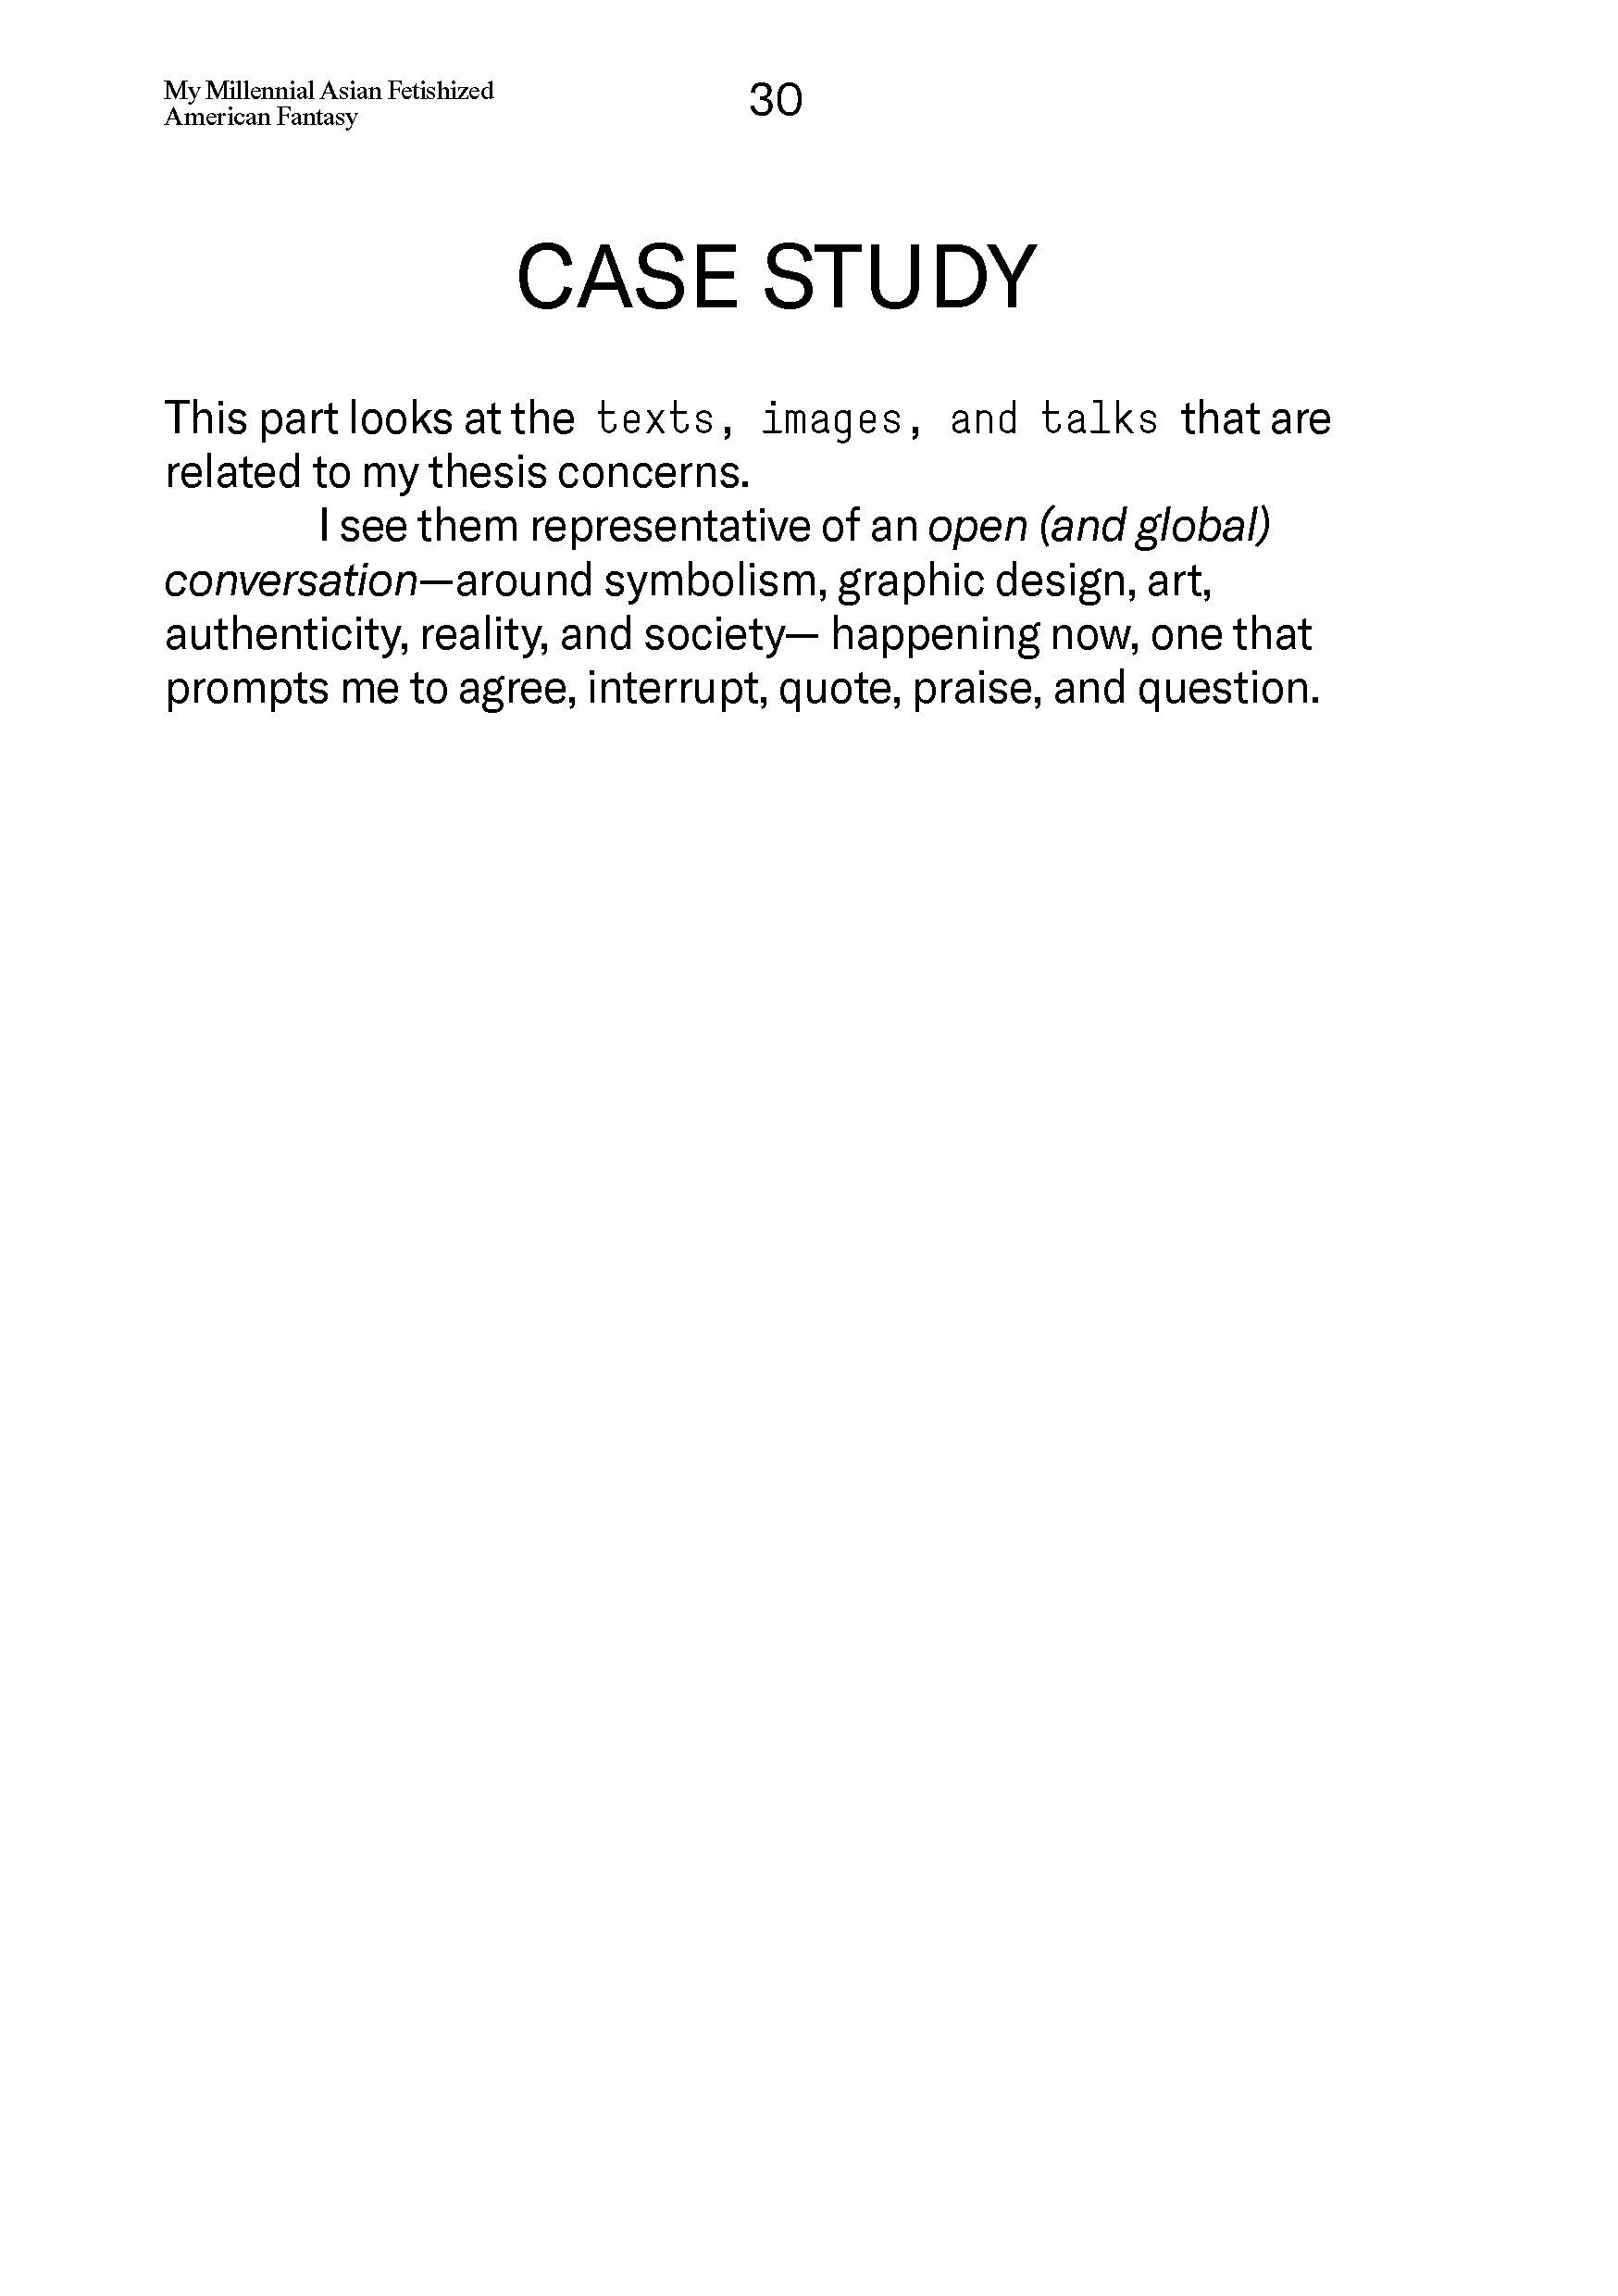 My Millennial Asian Fetishized
American Fantasy
30
CASE STUDY
This part looks at the texts, images, and talks that are
related to my thesis concerns.
I see them representative of an open (and global)
conversation—around symbolism, graphic design, art,
authenticity, reality, and society— happening now, one that
prompts me to agree, interrupt, quote, praise, and question.